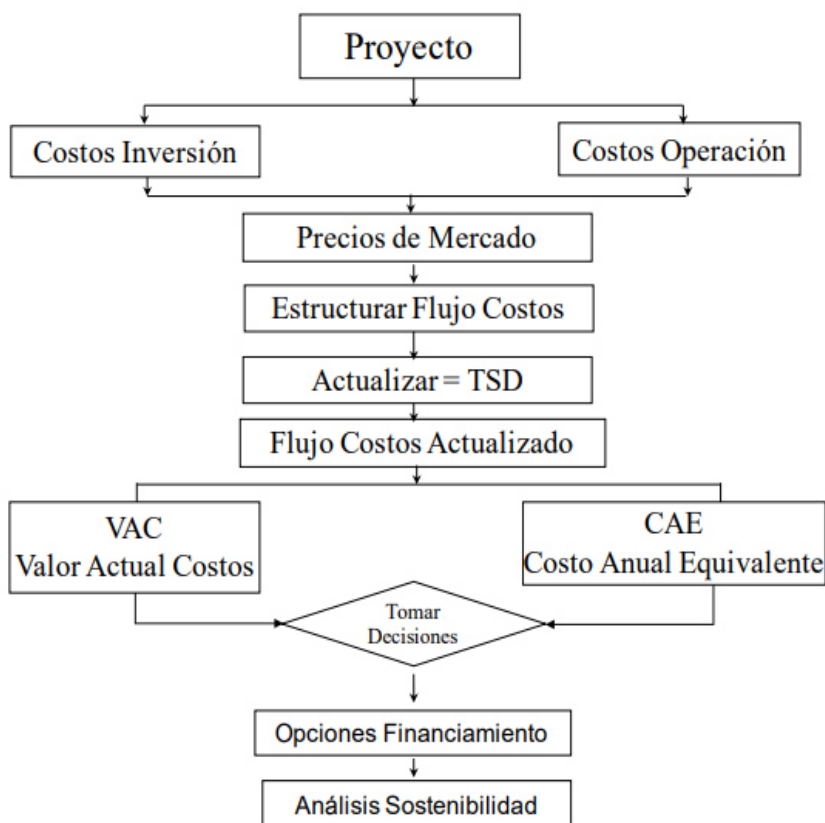 Proyecto
Costos Inversión
Costos Operación
Precios de Mercado
Estructurar Flujo Costos
Actualizar = TSD
Flujo Costos Actualizado
VAC
Valor Actual Costos
CAE
Costo Anual Equivalente
Tomar
Decisiones
Opciones Financiamiento
Análisis Sostenibilidad